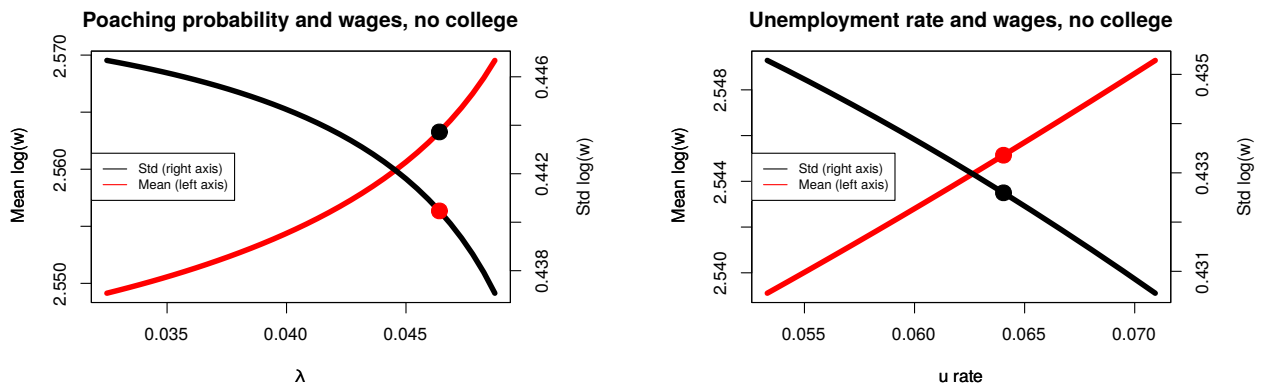 Poaching probability and wages, no college
2.570
2.560
2.550
Mean log(w)
0.446
0.442
0.438
Std log(w)
Std (right axis)
Mean (left axis)
0.035 0.040 0.045
λ
Unemployment rate and wages, no college
2.548
2.544
2.540
Mean log(w)
0.435
0.433
0.431
Std log(w)
Std (right axis)
Mean (left axis)
0.055 0.060 0.065 0.070
u rate